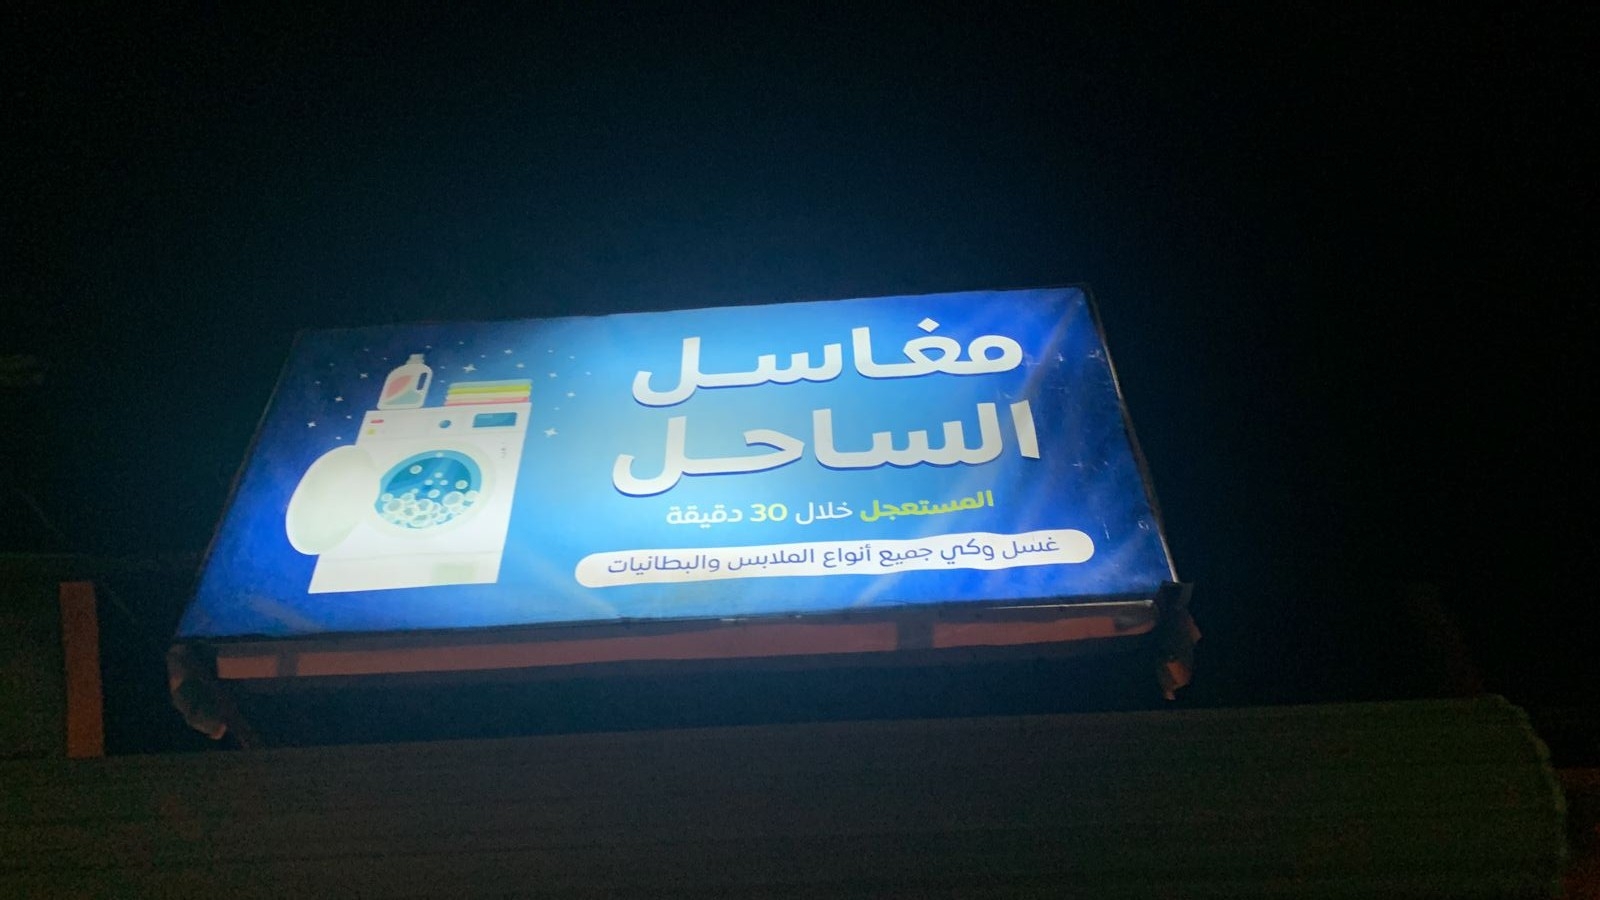 مغاسل
الساحل
المستعجل خلال 30 دقيقة
غسل وكي جميع أنواع الملابس والبطانيات